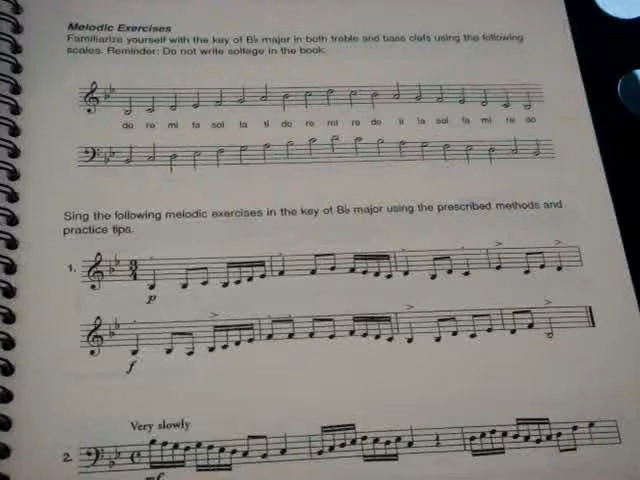 Melodic Exercises
Familiarize yourself with the key of B♭ major in both treble and bass clefs using the following
scales. Reminder: Do not write solfege in the book.
do re mi fa sol la ti do re mi re do ti la sol fa mi re do
Sing the following melodic exercises in the key of B♭ major using the prescribed methods and
practice tips.
1.
3
4
p
f
Very slowly
2.
mf